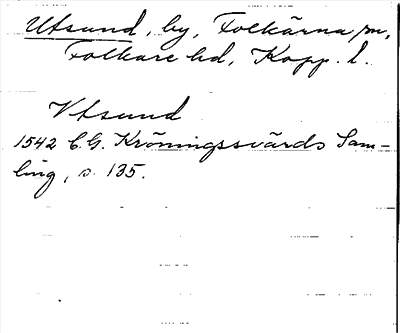 Utsund, by, Folkärna sn,
Folkare hd, Kopp. l.
Vtsund
1542 C. G. Kröningssvärds Sam-
ling, s. 135.